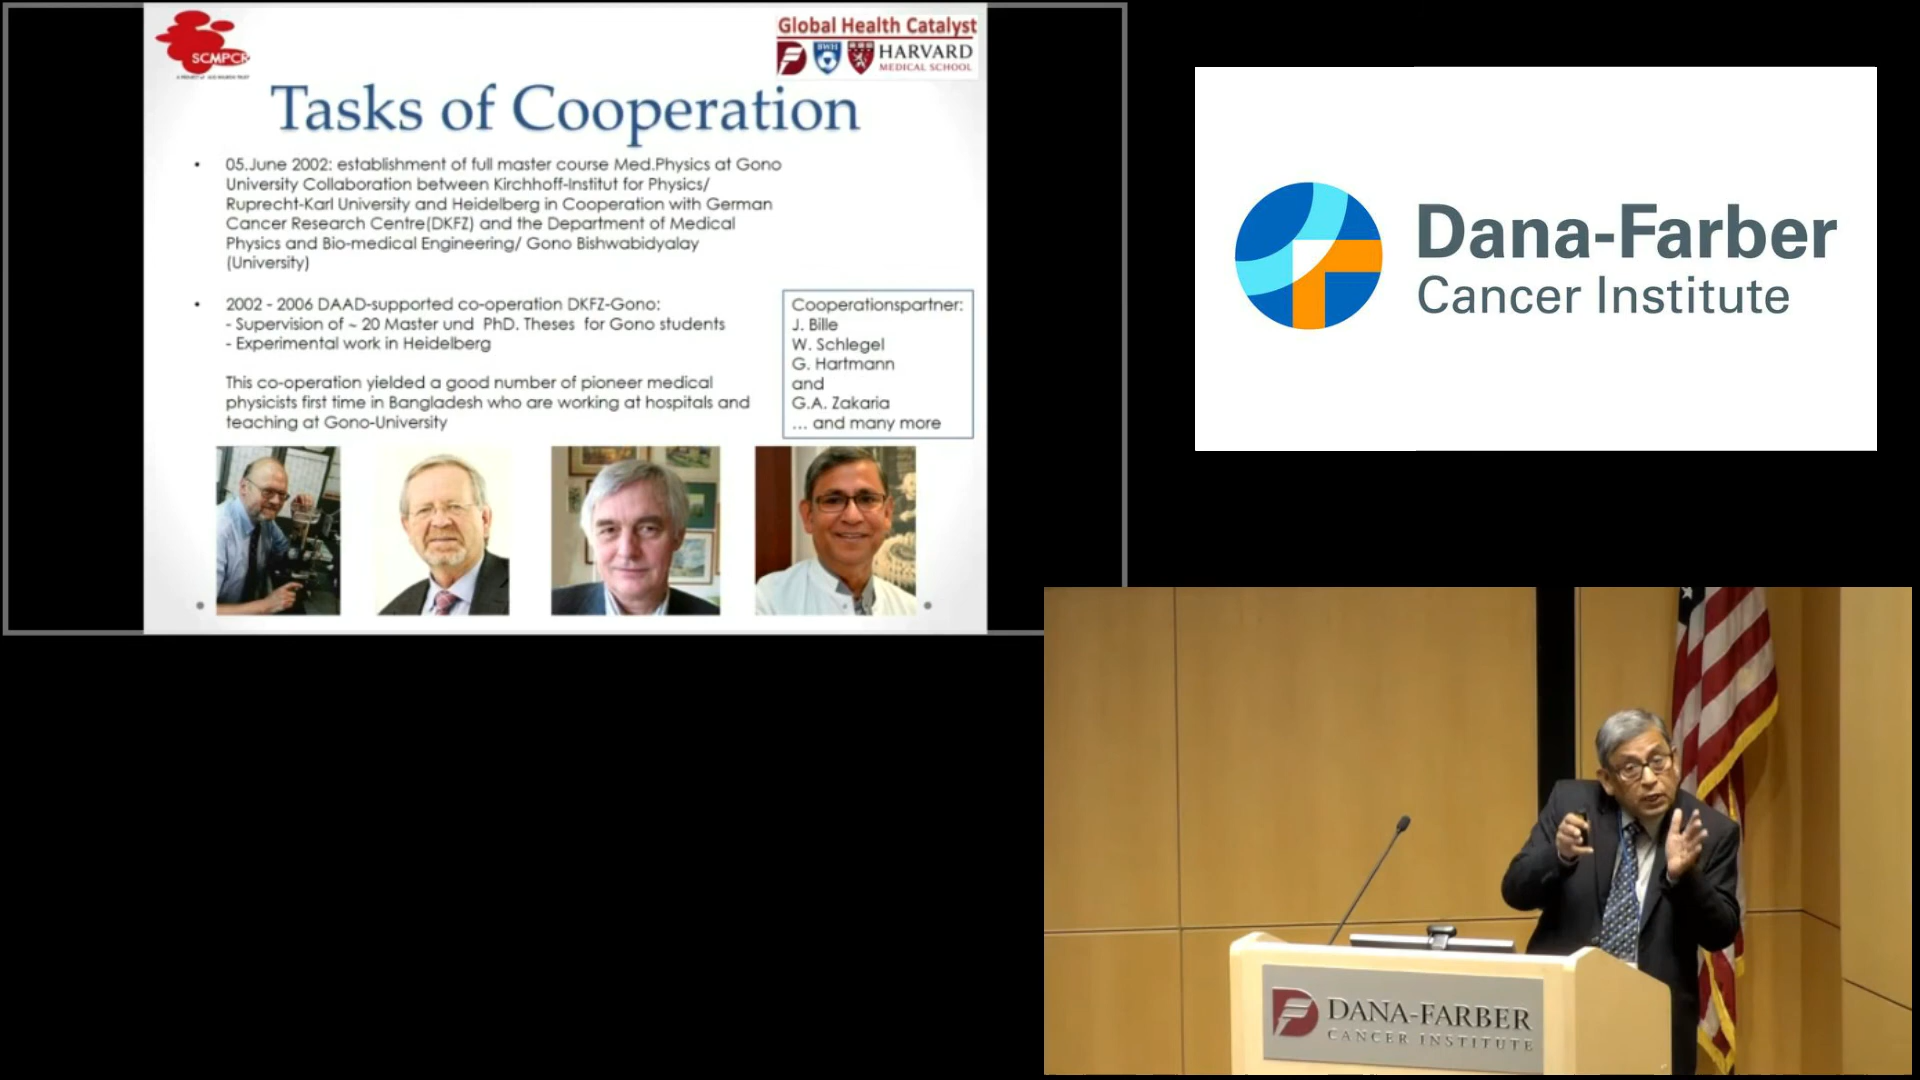 SCMPCR
Global Health Catalyst
BWH
HARVARD
MEDICAL SCHOOL
Tasks of Cooperation
• 05.June 2002: establishment of full master course Med.Physics at Gono
University Collaboration between Kirchhoff-Institut for Physics/
Ruprecht-Karl University and Heidelberg in Cooperation with German
Cancer Research Centre(DKFZ) and the Department of Medical
Physics and Bio-medical Engineering/ Gono Bishwabidyalay
(University)
• 2002 - 2006 DAAD-supported co-operation DKFZ-Gono:
- Supervision of ~ 20 Master und PhD. Theses for Gono students
- Experimental work in Heidelberg
This co-operation yielded a good number of pioneer medical
physicists first time in Bangladesh who are working at hospitals and
teaching at Gono-University
Cooperationspartner:
J. Bille
W. Schlegel
G. Hartmann
and
G.A. Zakaria
... and many more
Dana-Farber
Cancer Institute
DANA-FARBER
CANCER INSTITUTE